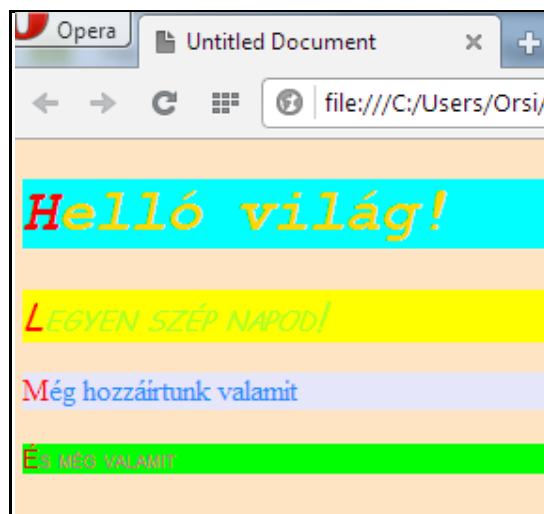 Opera
Untitled Document
file:///C:/Users/Orsi/
Helló világ!
Legyen szép napod!
Még hozzáírtunk valamit
És még valamit